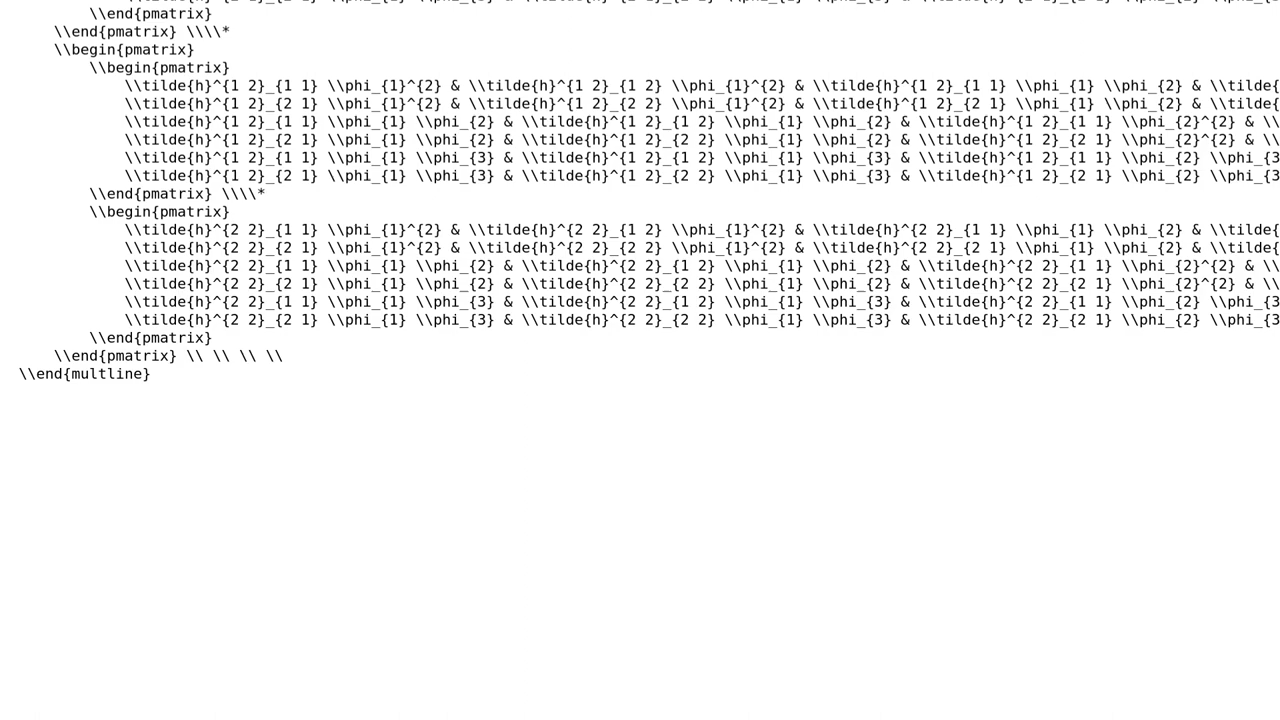 \\end{pmatrix}
\\end{pmatrix} \\\\*
\\begin{pmatrix}
\\begin{pmatrix}
\\tilde{h}^{1 2}_{1 1} \\phi_{1}^{2} & \\tilde{h}^{1 2}_{1 2} \\phi_{1}^{2} & \\tilde{h}^{1 2}_{1 1} \\phi_{1} \\phi_{2} & \\tilde{
\\tilde{h}^{1 2}_{2 1} \\phi_{1}^{2} & \\tilde{h}^{1 2}_{2 2} \\phi_{1}^{2} & \\tilde{h}^{1 2}_{2 1} \\phi_{1} \\phi_{2} & \\tilde{
\\tilde{h}^{1 2}_{1 1} \\phi_{1} \\phi_{2} & \\tilde{h}^{1 2}_{1 2} \\phi_{1} \\phi_{2} & \\tilde{h}^{1 2}_{1 1} \\phi_{2}^{2} & \\
\\tilde{h}^{1 2}_{2 1} \\phi_{1} \\phi_{2} & \\tilde{h}^{1 2}_{2 2} \\phi_{1} \\phi_{2} & \\tilde{h}^{1 2}_{2 1} \\phi_{2}^{2} & \\
\\tilde{h}^{1 2}_{1 1} \\phi_{1} \\phi_{3} & \\tilde{h}^{1 2}_{1 2} \\phi_{1} \\phi_{3} & \\tilde{h}^{1 2}_{1 1} \\phi_{2} \\phi_{3
\\tilde{h}^{1 2}_{2 1} \\phi_{1} \\phi_{3} & \\tilde{h}^{1 2}_{2 2} \\phi_{1} \\phi_{3} & \\tilde{h}^{1 2}_{2 1} \\phi_{2} \\phi_{3
\\end{pmatrix} \\\\*
\\begin{pmatrix}
\\tilde{h}^{2 2}_{1 1} \\phi_{1}^{2} & \\tilde{h}^{2 2}_{1 2} \\phi_{1}^{2} & \\tilde{h}^{2 2}_{1 1} \\phi_{1} \\phi_{2} & \\tilde{
\\tilde{h}^{2 2}_{2 1} \\phi_{1}^{2} & \\tilde{h}^{2 2}_{2 2} \\phi_{1}^{2} & \\tilde{h}^{2 2}_{2 1} \\phi_{1} \\phi_{2} & \\tilde{
\\tilde{h}^{2 2}_{1 1} \\phi_{1} \\phi_{2} & \\tilde{h}^{2 2}_{1 2} \\phi_{1} \\phi_{2} & \\tilde{h}^{2 2}_{1 1} \\phi_{2}^{2} & \\
\\tilde{h}^{2 2}_{2 1} \\phi_{1} \\phi_{2} & \\tilde{h}^{2 2}_{2 2} \\phi_{1} \\phi_{2} & \\tilde{h}^{2 2}_{2 1} \\phi_{2}^{2} & \\
\\tilde{h}^{2 2}_{1 1} \\phi_{1} \\phi_{3} & \\tilde{h}^{2 2}_{1 2} \\phi_{1} \\phi_{3} & \\tilde{h}^{2 2}_{1 1} \\phi_{2} \\phi_{3
\\tilde{h}^{2 2}_{2 1} \\phi_{1} \\phi_{3} & \\tilde{h}^{2 2}_{2 2} \\phi_{1} \\phi_{3} & \\tilde{h}^{2 2}_{2 1} \\phi_{2} \\phi_{3
\\end{pmatrix}
\\end{pmatrix} \\ \\ \\ \\
\\end{multline}